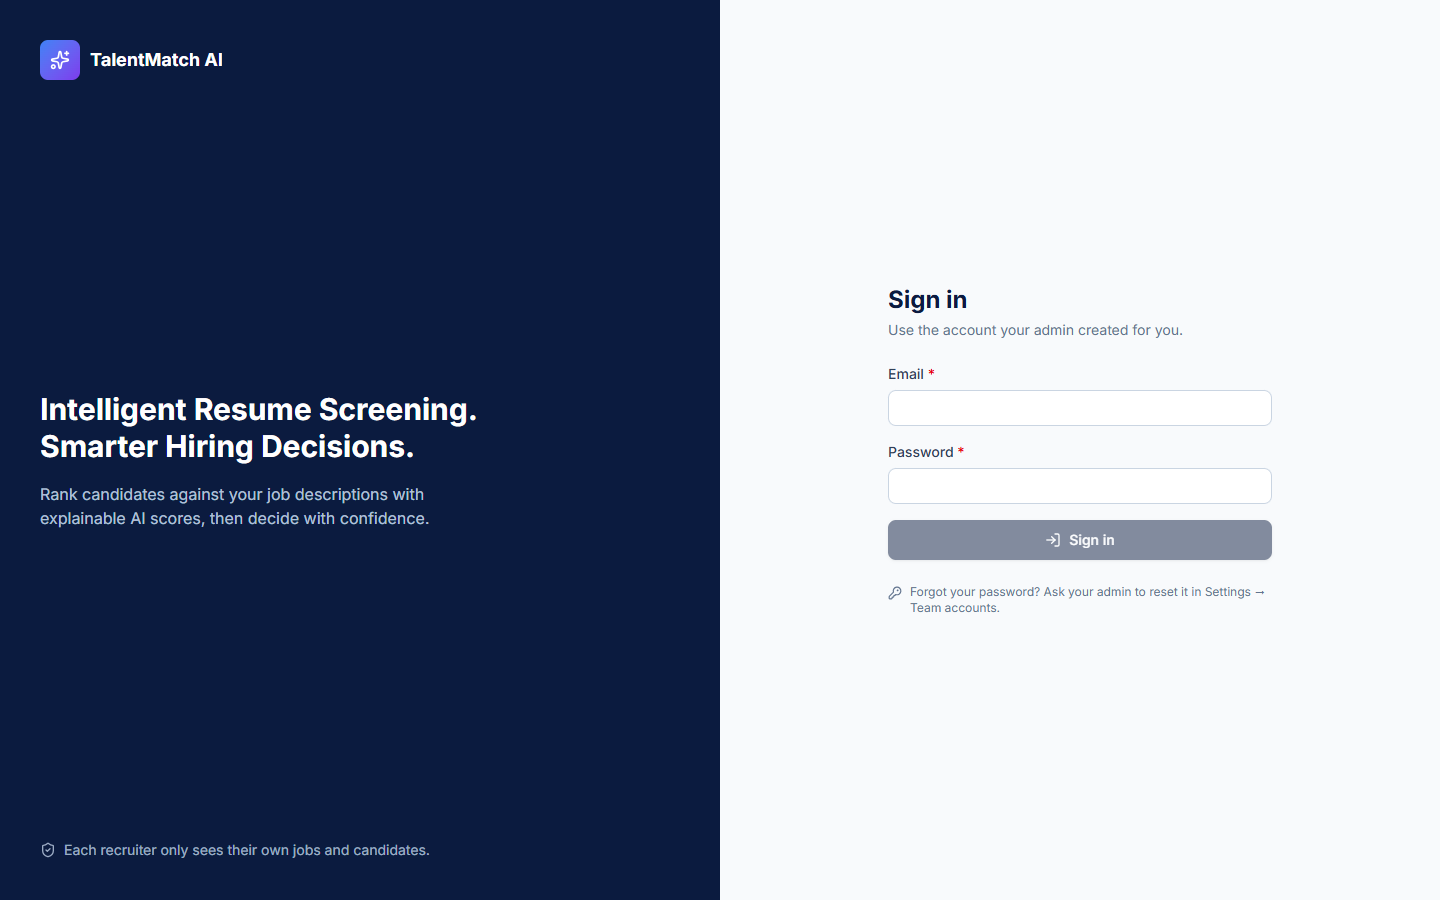 TalentMatch AI
Intelligent Resume Screening.
Smarter Hiring Decisions.
Rank candidates against your job descriptions with
explainable AI scores, then decide with confidence.
Each recruiter only sees their own jobs and candidates.
Sign in
Use the account your admin created for you.
Email *
Password *
Sign in
Forgot your password? Ask your admin to reset it in Settings →
Team accounts.